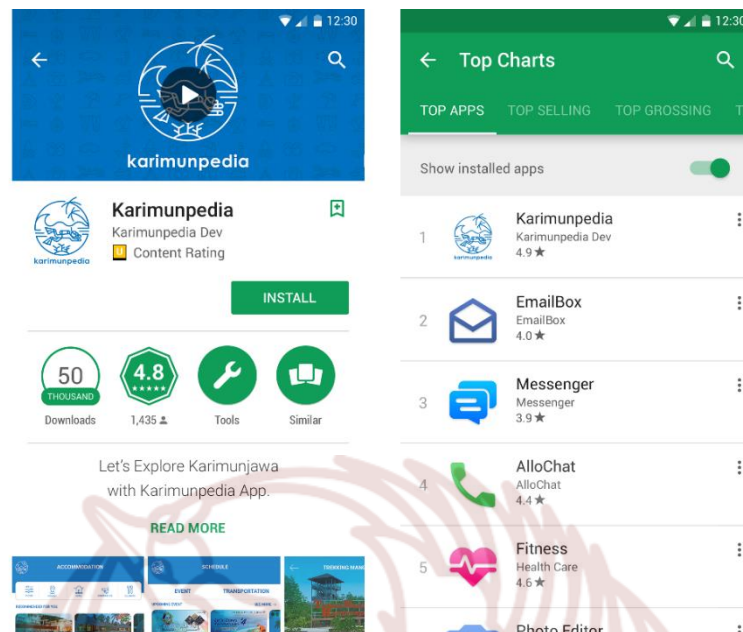 12:30
karimunpedia
karimunpedia
Karimunpedia
Karimunpedia Dev
U Content Rating
INSTALL
50
THOUSAND
4.8
Downloads
1,435
Tools
Similar
Let's Explore Karimunjawa
with Karimunpedia App.
READ MORE
ACCOMMODATION
SCHEDULE
EVENT TRANSPORTATION
12:30
Top Charts
TOP APPS TOP SELLING TOP GROSSING T
Show installed apps
1
karimunpedia
Karimunpedia
Karimunpedia Dev
4.9★
2
EmailBox
EmailBox
4.0★
3
Messenger
Messenger
3.9★
4
AlloChat
AlloChat
4.4★
5
Fitness
Health Care
4.6★
Photo Editor